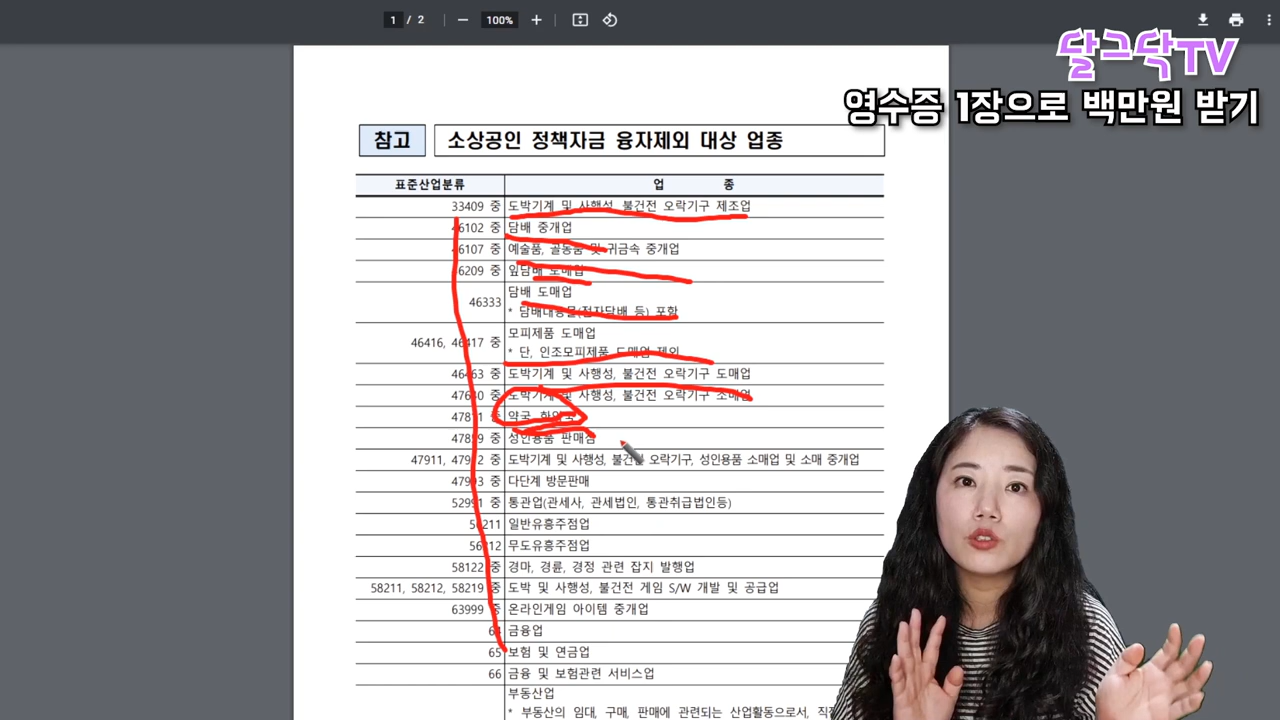 1 / 2
100%
달그닥TV
영수증 1장으로 백만원 받기
참고 소상공인 정책자금 융자제외 대상 업종
표준산업분류 업 종
33409 중 도박기계 및 사행성, 불건전 오락기구 제조업
46102 중 담배 중개업
46107 중 예술품, 골동품 및 귀금속 중개업
46209 중 잎담배 도매업
46333 담배 도매업
* 담배대용물(전자담배 등) 포함
46416, 46417 중 모피제품 도매업
* 단, 인조모피제품 도매업 제외
46463 중 도박기계 및 사행성, 불건전 오락기구 도매업
47640 중 도박기계 및 사행성, 불건전 오락기구 소매업
47811 중 약국, 한약국
47859 중 성인용품 판매점
47911, 47912 중 도박기계 및 사행성, 불건전 오락기구, 성인용품 소매업 및 소매 중개업
47993 중 다단계 방문판매
52991 중 통관업(관세사, 관세법인, 통관취급법인등)
56211 일반유흥주점업
56212 무도유흥주점업
58122 중 경마, 경륜, 경정 관련 잡지 발행업
58211, 58212, 58219 중 도박 및 사행성, 불건전 게임 S/W 개발 및 공급업
63999 중 온라인게임 아이템 중개업
64 금융업
65 보험 및 연금업
66 금융 및 보험관련 서비스업
부동산업
* 부동산의 임대, 구매, 판매에 관련되는 산업활동으로서,